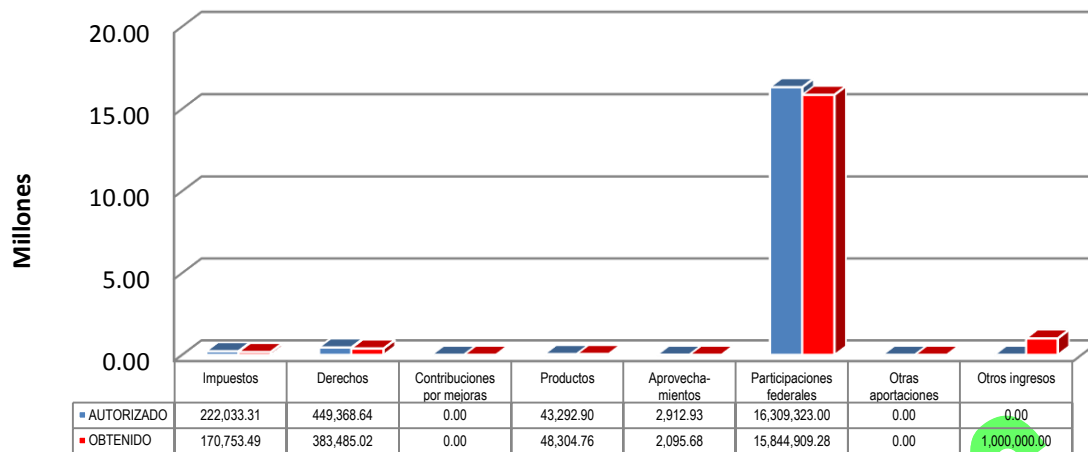 20.00
15.00
10.00
5.00
0.00
Millones
Impuestos Derechos Contribuciones por mejoras Productos Aprovecha-mientos Participaciones federales Otras aportaciones Otros ingresos
AUTORIZADO 222,033.31 449,368.64 0.00 43,292.90 2,912.93 16,309,323.00 0.00 0.00
OBTENIDO 170,753.49 383,485.02 0.00 48,304.76 2,095.68 15,844,909.28 0.00 1,000,000.00